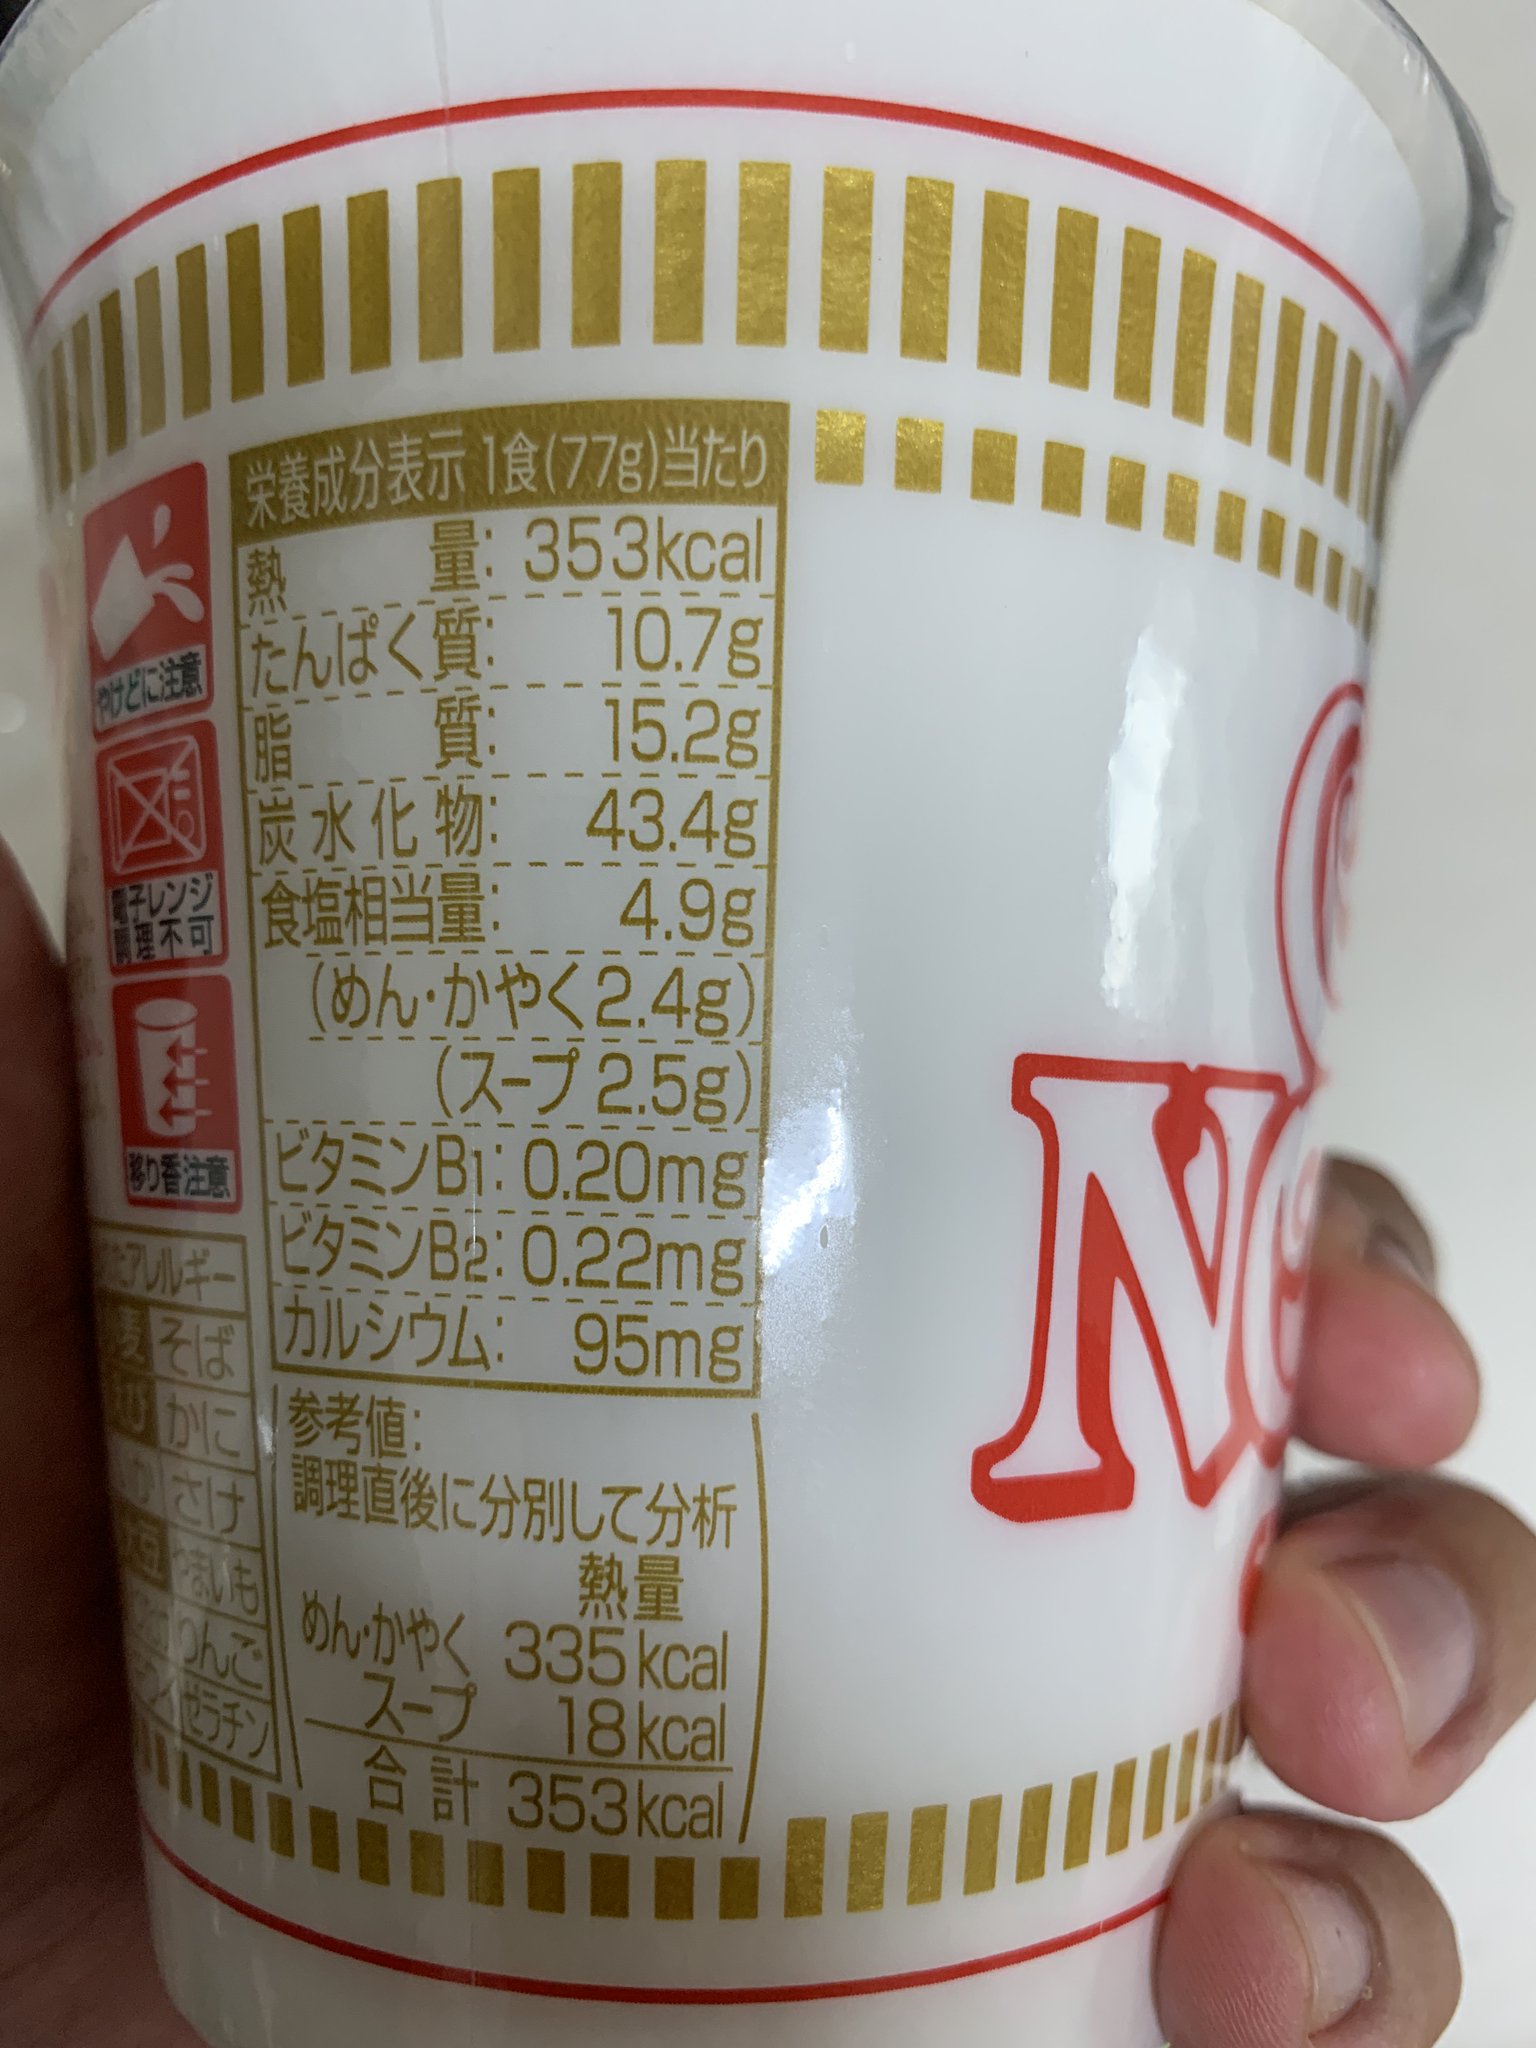 栄養成分表示 1食(77g)当たり
熱量: 353kcal
たんぱく質: 10.7g
脂質: 15.2g
炭水化物: 43.4g
食塩相当量: 4.9g
(めん・かやく2.4g)
(スープ2.5g)
ビタミンB1: 0.20mg
ビタミンB2: 0.22mg
カルシウム: 95mg
参考値:
調理直後に分別して分析
熱量
めん・かやく 335kcal
スープ 18kcal
合計 353kcal
やけどに注意
電子レンジ
調理不可
移り香注意
アレルギー
そば
かに
さけ
りんご
ゼラチン